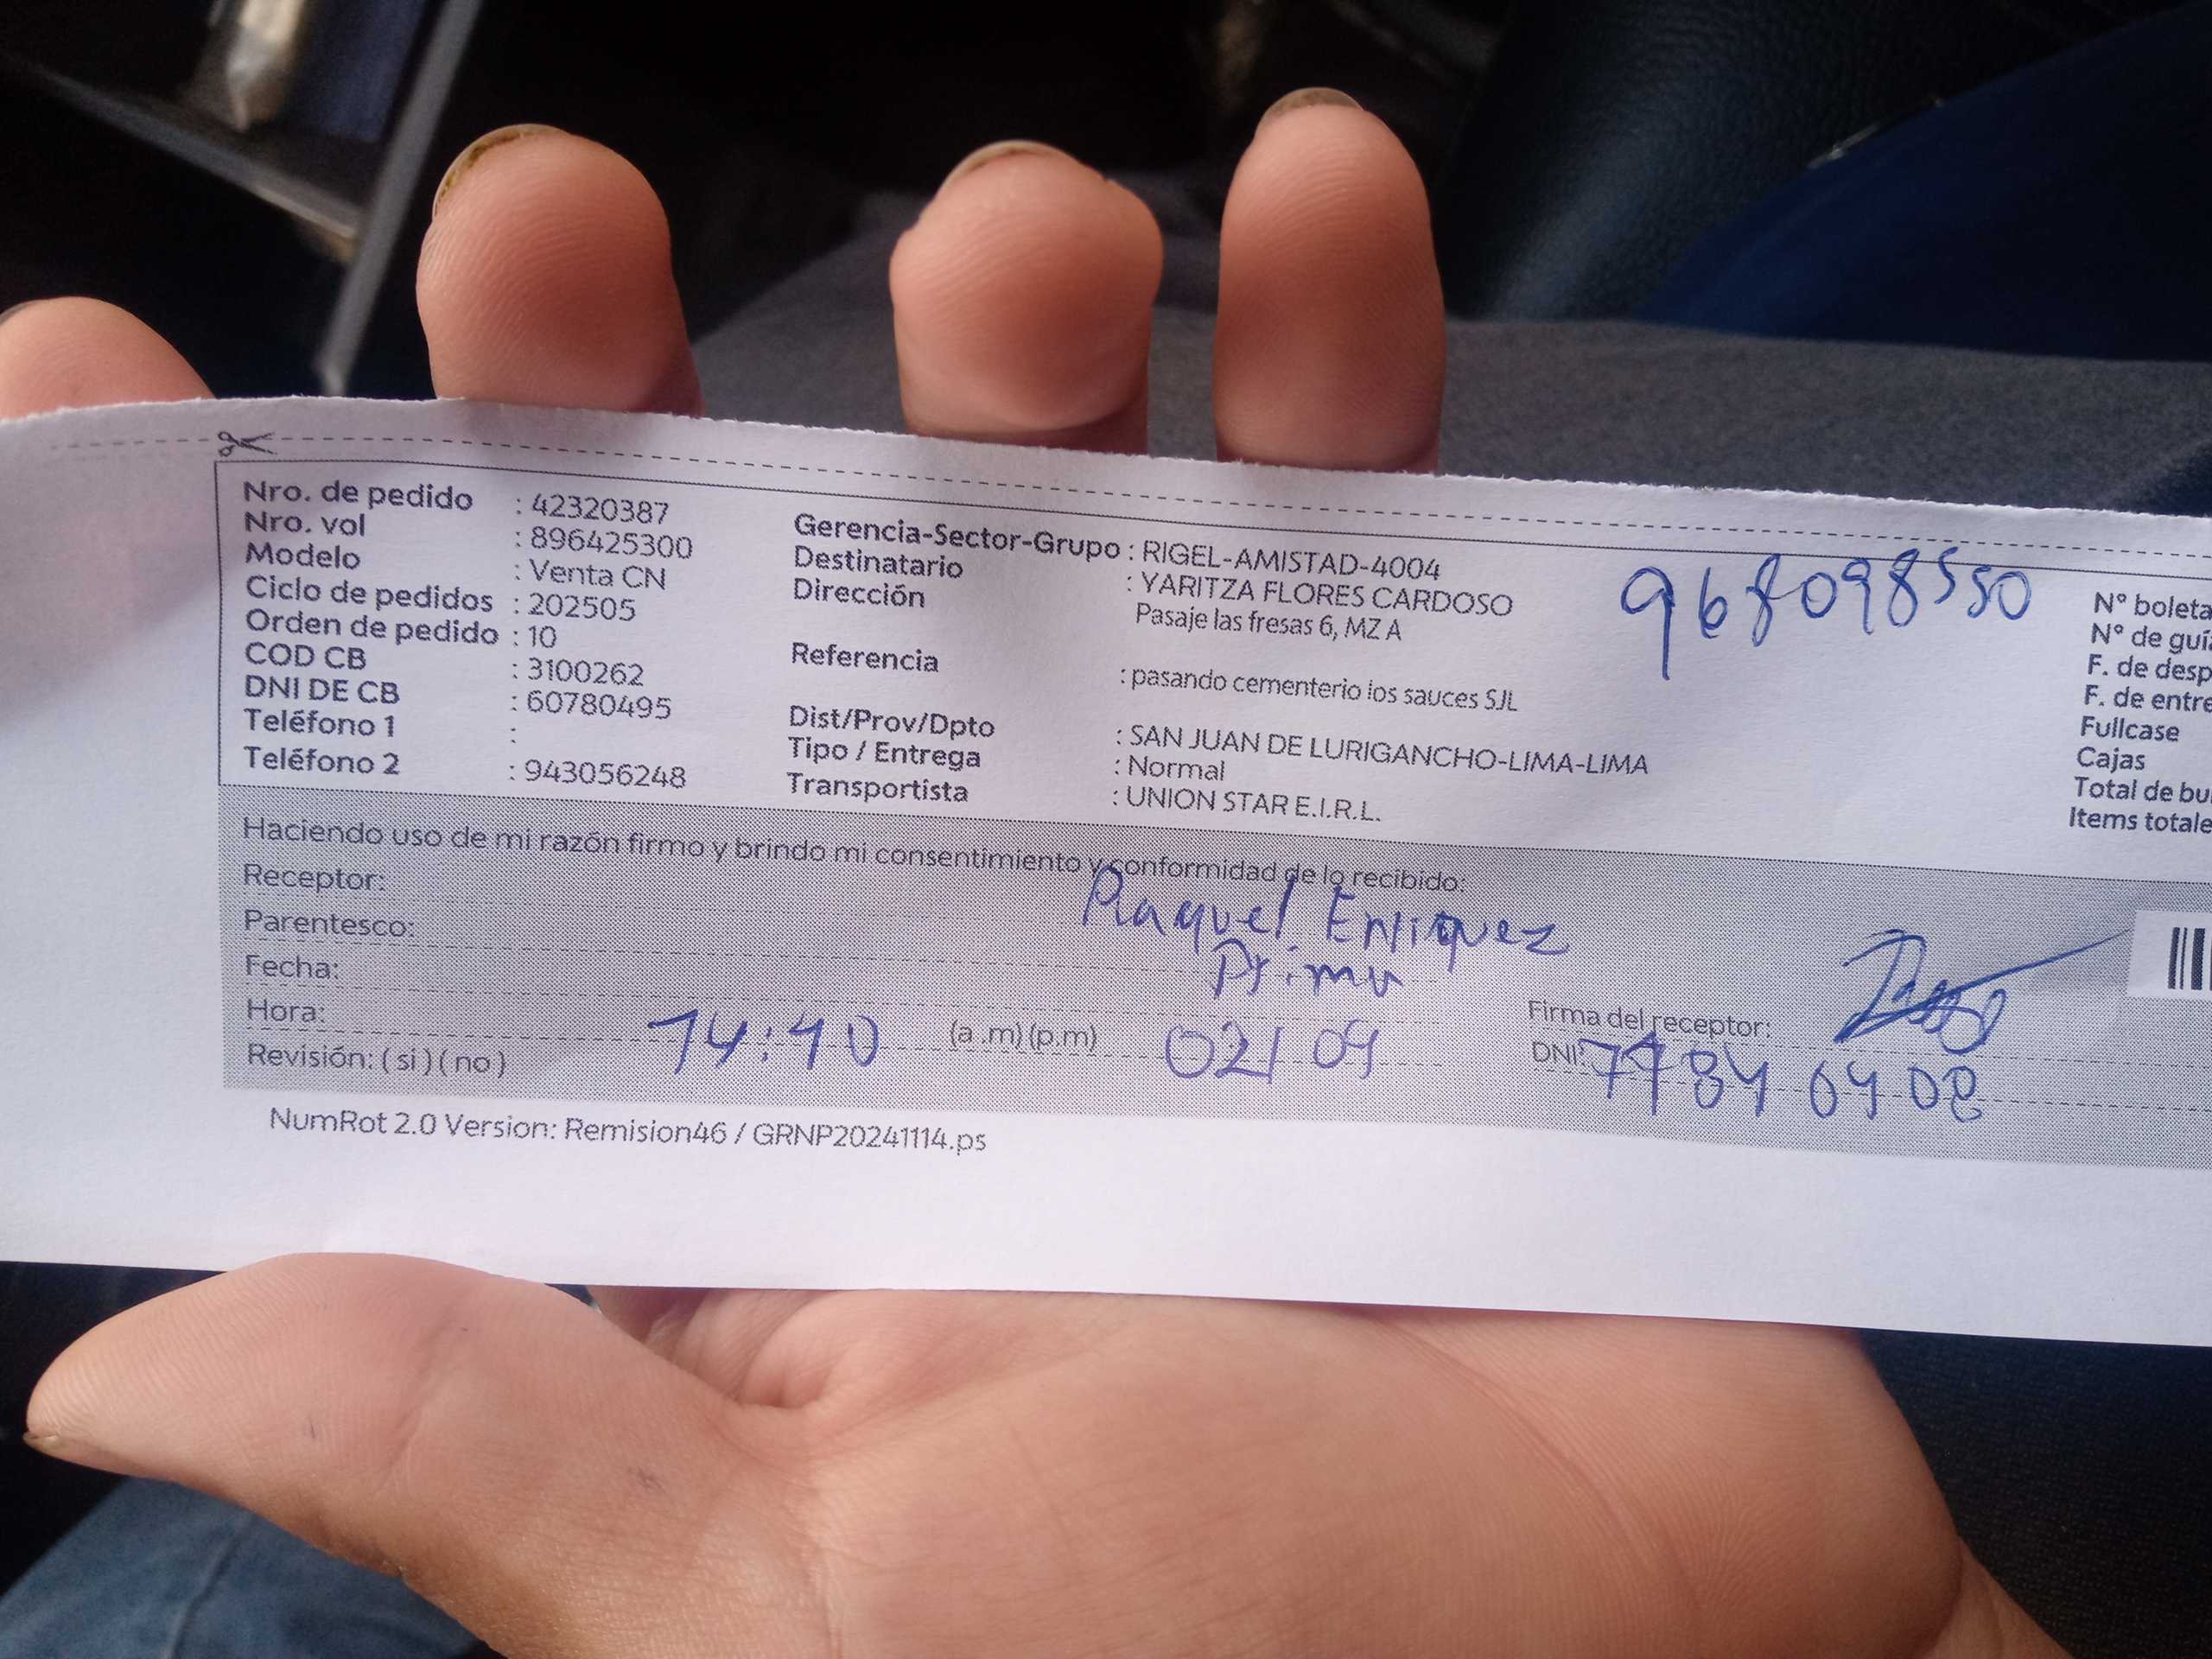 Nro. de pedido : 42320387
Nro. vol : 896425300
Modelo : Venta CN
Ciclo de pedidos : 202505
Orden de pedido : 10
COD CB : 3100262
DNI DE CB : 60780495
Teléfono 1 :
Teléfono 2 : 943056248
Gerencia-Sector-Grupo : RIGEL-AMISTAD-4004
Destinatario : YARITZA FLORES CARDOSO
Dirección Pasaje las fresas 6, MZ A
Referencia : pasando cementerio los sauces SJL
Dist/Prov/Dpto : SAN JUAN DE LURIGANCHO-LIMA-LIMA
Tipo / Entrega : Normal
Transportista : UNION STAR E.I.R.L.
968098550
N° boleta
N° de guía
F. de desp
F. de entre
Fullcase
Cajas
Total de bu
Items totale
Haciendo uso de mi razón firmo y brindo mi consentimiento y conformidad de lo recibido:
Receptor: Raquel Enriquez
Parentesco: Prima
Fecha:
Hora: 14:40 (a.m) (p.m) 02/04
Revisión: ( si ) ( no )
Firma del receptor:
DNI:
NumRot 2.0 Version: Remision46 / GRNP20241114.ps